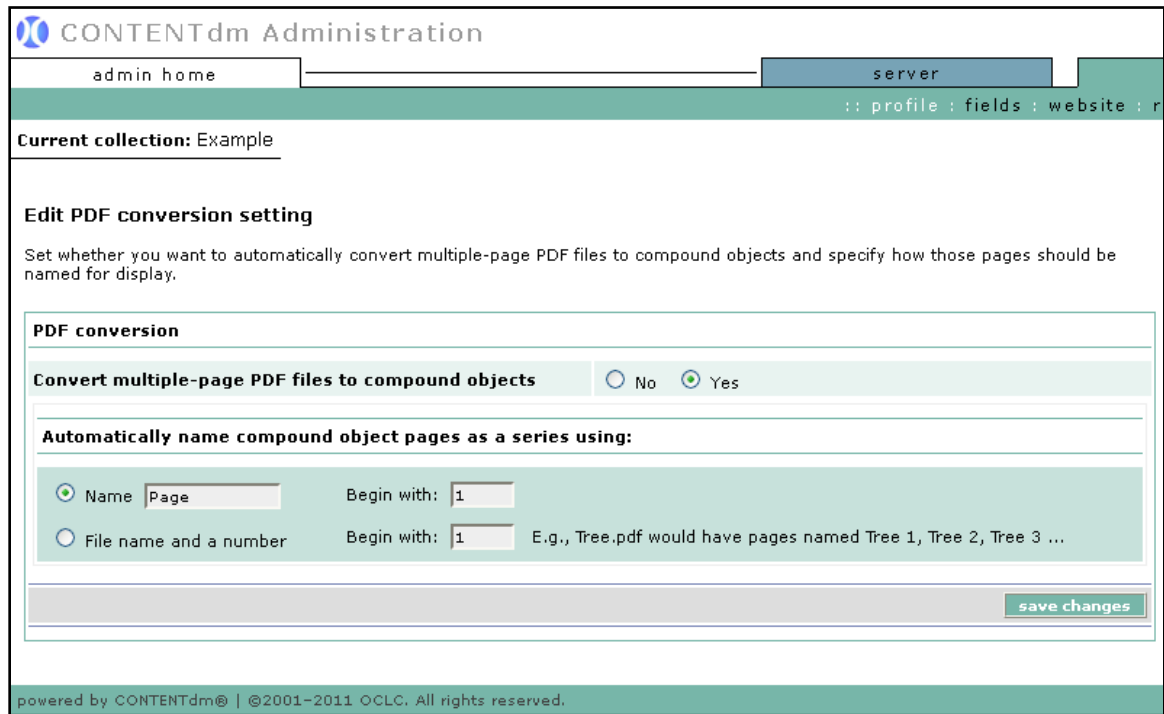 CONTENTdm Administration
admin home
server
:: profile : fields : website : r
Current collection: Example
Edit PDF conversion setting
Set whether you want to automatically convert multiple-page PDF files to compound objects and specify how those pages should be
named for display.
PDF conversion
Convert multiple-page PDF files to compound objects No Yes
Automatically name compound object pages as a series using:
Name Page Begin with: 1
File name and a number Begin with: 1 E.g., Tree.pdf would have pages named Tree 1, Tree 2, Tree 3 ...
save changes
powered by CONTENTdm® | ©2001-2011 OCLC. All rights reserved.